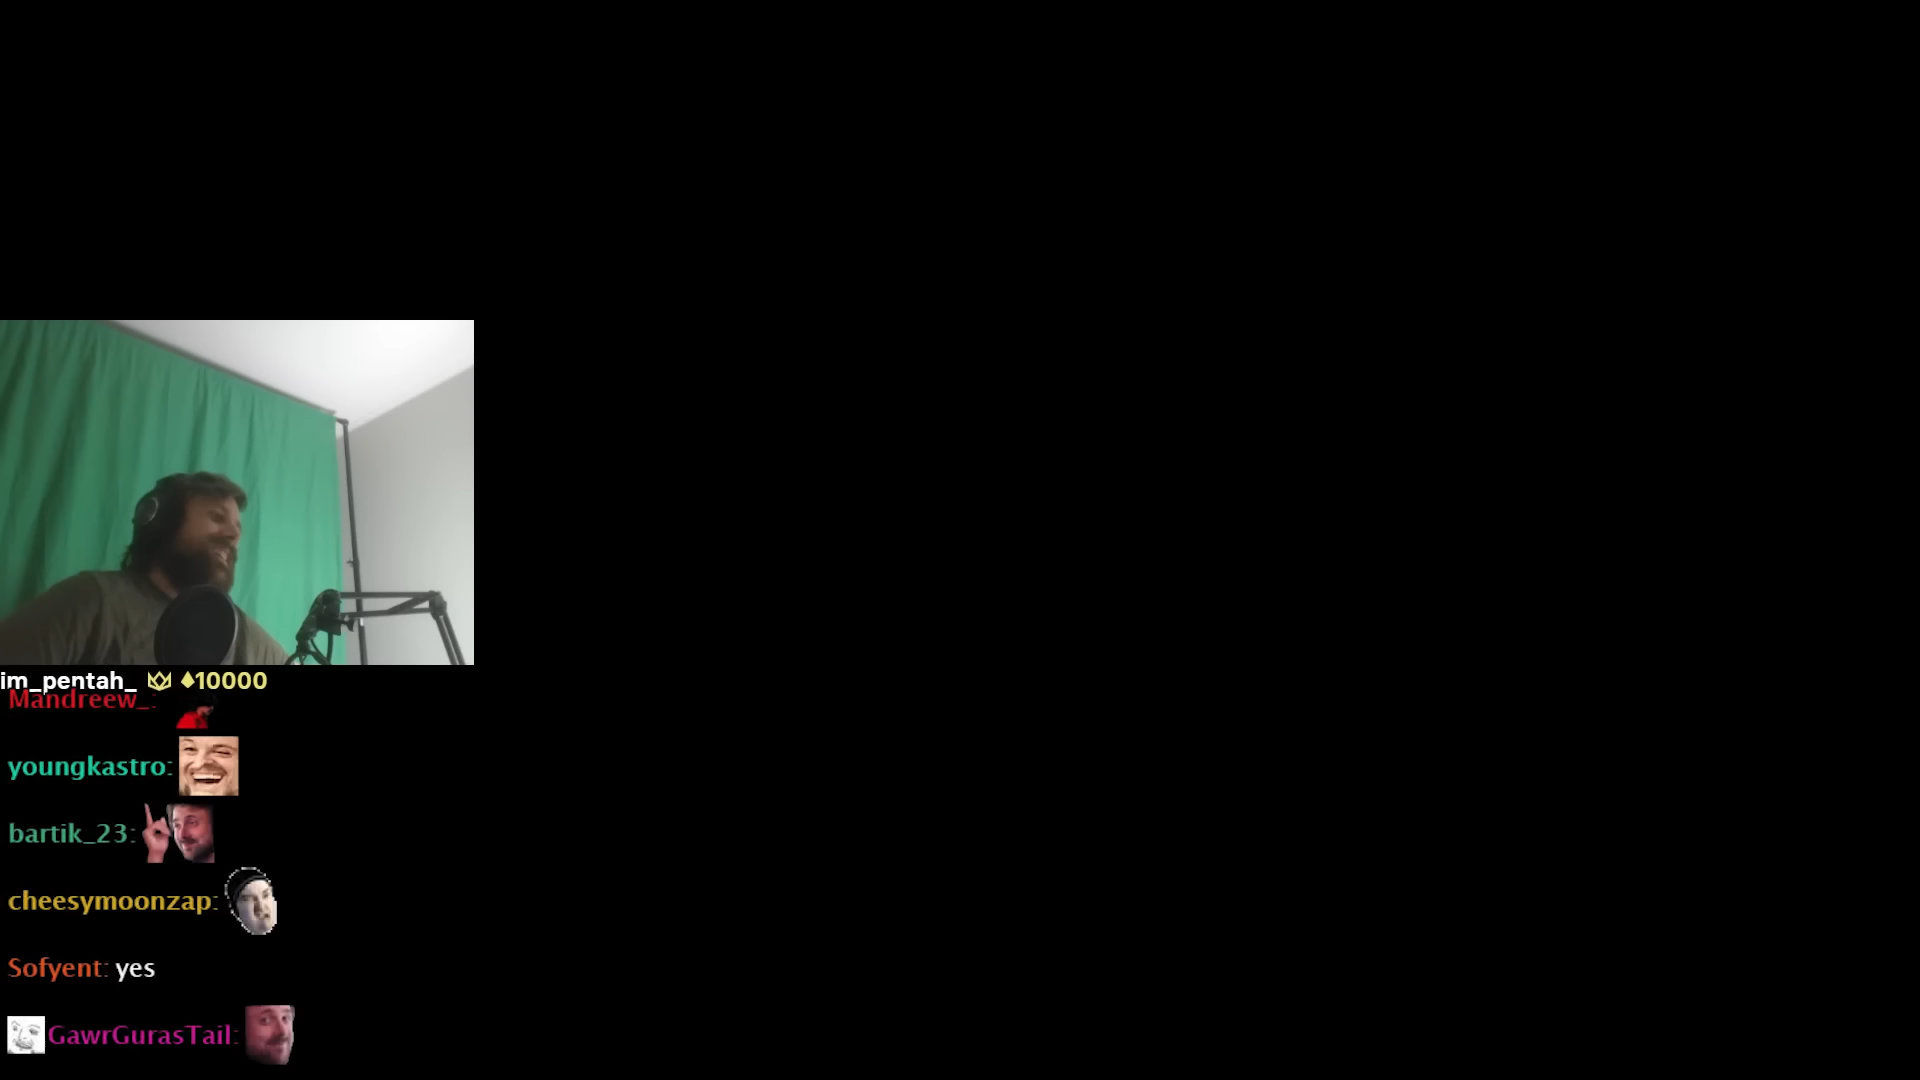 im_pentah_ 10000
Mandreew_:
youngkastro:
bartik_23:
cheesymoonzap:
Sofyent: yes
GawrGurasTail: